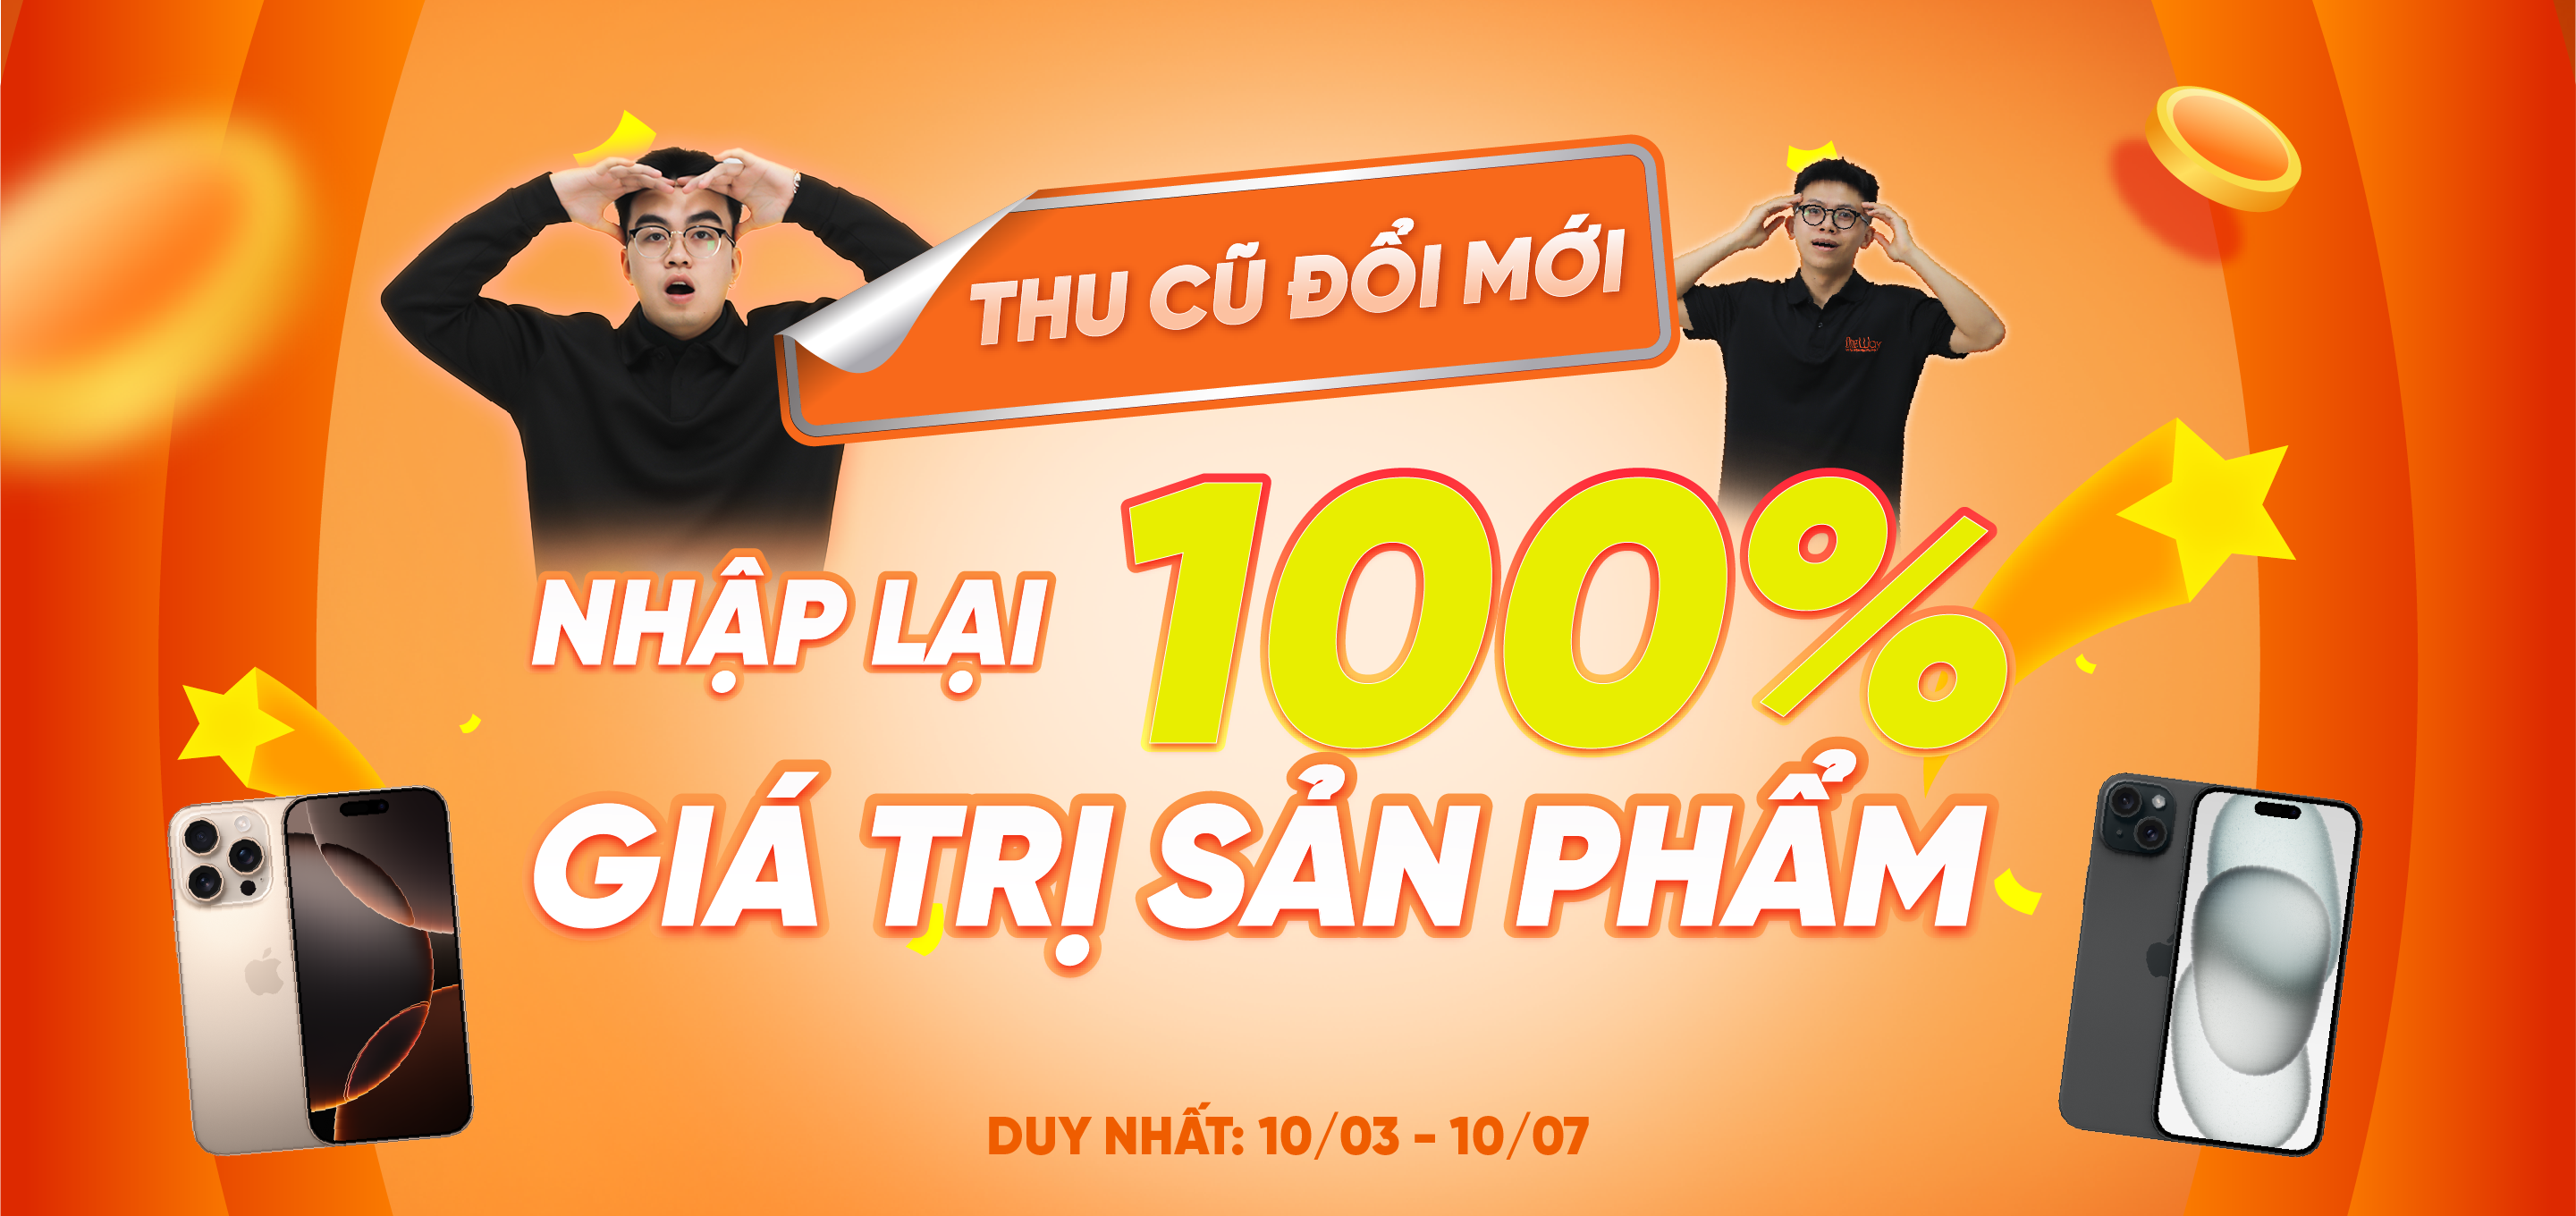 THU CŨ ĐỔI MỚI
NHẬP LẠI 100%
GIÁ TRỊ SẢN PHẨM
DUY NHẤT: 10/03 - 10/07